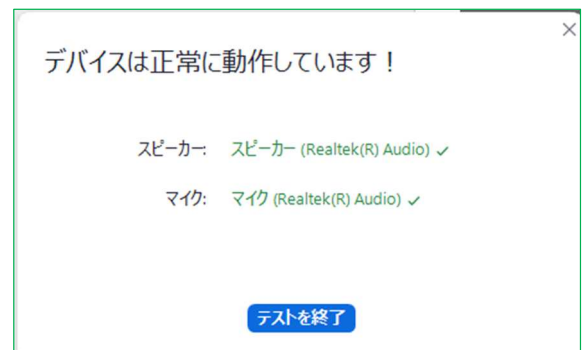 デバイスは正常に動作しています！
スピーカー: スピーカー (Realtek(R) Audio) ✓
マイク: マイク (Realtek(R) Audio) ✓
テストを終了